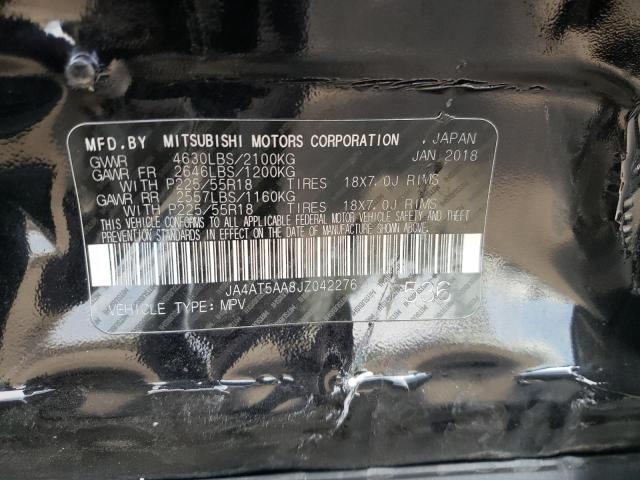 MFD.BY MITSUBISHI MOTORS CORPORATION . JAPAN
GVWR 4630LBS/2100KG JAN 2018
GAWR FR 2646LBS/1200KG
WITH P225/55R18 TIRES 18X7.0J RIMS
GAWR RR 2557LBS/1160KG
WITH P225/55R18 TIRES 18X7.0J RIMS
THIS VEHICLE CONFORMS TO ALL APPLICABLE FEDERAL MOTOR VEHICLE SAFETY AND THEFT
PREVENTION STANDARDS IN EFFECT ON THE DATE OF MANUFACTURE SHOWN ABOVE.
JA4AT5AA8JZ042276 536
VEHICLE TYPE: MPV